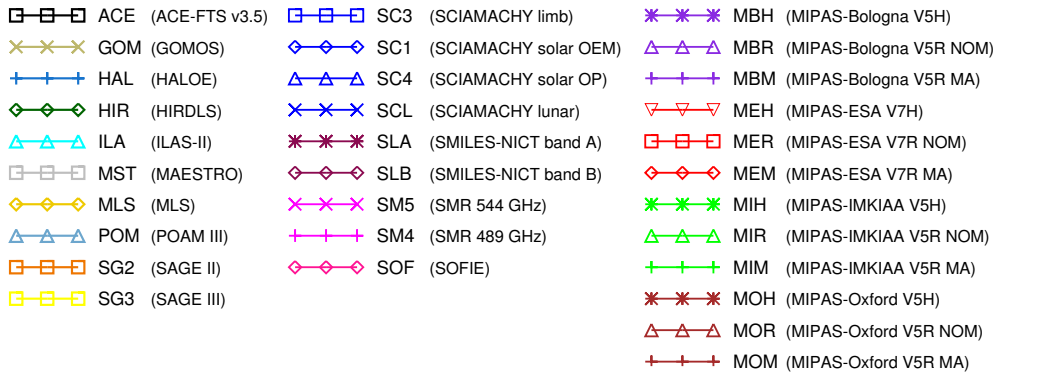 ACE (ACE-FTS v3.5)
GOM (GOMOS)
HAL (HALOE)
HIR (HIRDLS)
ILA (ILAS-II)
MST (MAESTRO)
MLS (MLS)
POM (POAM III)
SG2 (SAGE II)
SG3 (SAGE III)
SC3 (SCIAMACHY limb)
SC1 (SCIAMACHY solar OEM)
SC4 (SCIAMACHY solar OP)
SCL (SCIAMACHY lunar)
SLA (SMILES-NICT band A)
SLB (SMILES-NICT band B)
SM5 (SMR 544 GHz)
SM4 (SMR 489 GHz)
SOF (SOFIE)
MBH (MIPAS-Bologna V5H)
MBR (MIPAS-Bologna V5R NOM)
MBM (MIPAS-Bologna V5R MA)
MEH (MIPAS-ESA V7H)
MER (MIPAS-ESA V7R NOM)
MEM (MIPAS-ESA V7R MA)
MIH (MIPAS-IMKIAA V5H)
MIR (MIPAS-IMKIAA V5R NOM)
MIM (MIPAS-IMKIAA V5R MA)
MOH (MIPAS-Oxford V5H)
MOR (MIPAS-Oxford V5R NOM)
MOM (MIPAS-Oxford V5R MA)